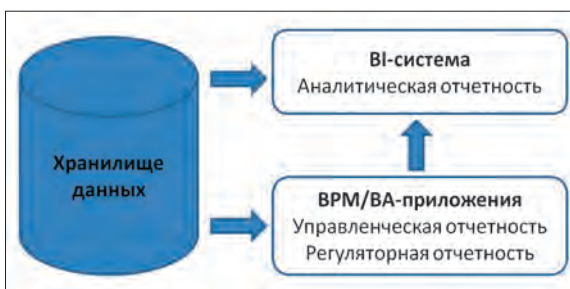 Хранилище
данных
BI-система
Аналитическая отчетность
BPM/BA-приложения
Управленческая отчетность
Регуляторная отчетность